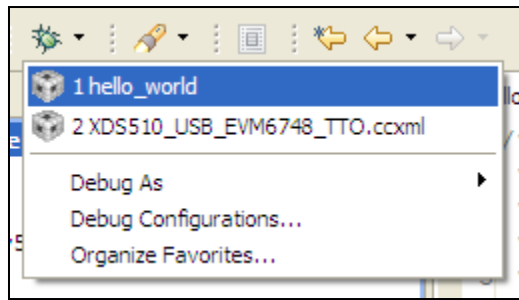 1 hello_world
2 XDS510_USB_EVM6748_TTO.ccxml
Debug As
Debug Configurations...
Organize Favorites...